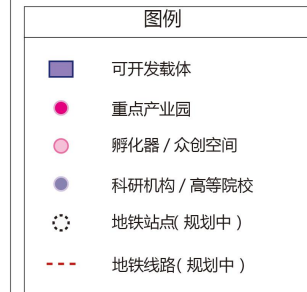 图例
可开发载体
重点产业园
孵化器 / 众创空间
科研机构 / 高等院校
地铁站点( 规划中 )
地铁线路( 规划中 )